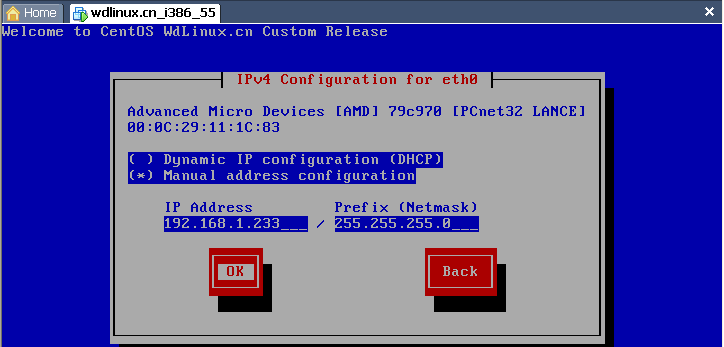 Home wdlinux.cn_i386_55
Welcome to CentOS WdLinux.cn Custom Release
IPv4 Configuration for eth0
Advanced Micro Devices [AMD] 79c970 [PCnet32 LANCE]
00:0C:29:11:1C:83
( ) Dynamic IP configuration (DHCP)
(*) Manual address configuration
IP Address Prefix (Netmask)
192.168.1.233___ / 255.255.255.0___
OK Back